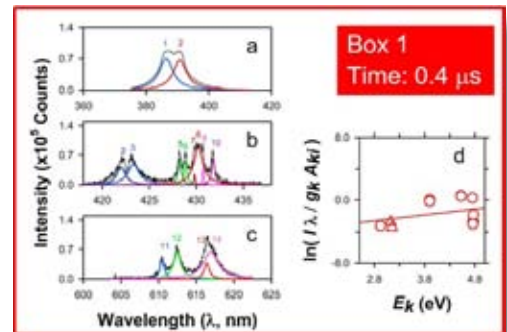 Box 1
Time: 0.4 μs
Intensity (x10⁵ Counts)
1.4
0.7
0.0
1 2
a
360 380 400 420
1.4
0.7
0.0
2 3
10
b
420 425 430 435
1.4
0.7
0.0
11 12
c
600 605 610 615 620 625
Wavelength (λ, nm)
ln( I λ / gk Aki)
8.0
0.0
-8.0
d
2.8 3.8 4.8
Ek (eV)